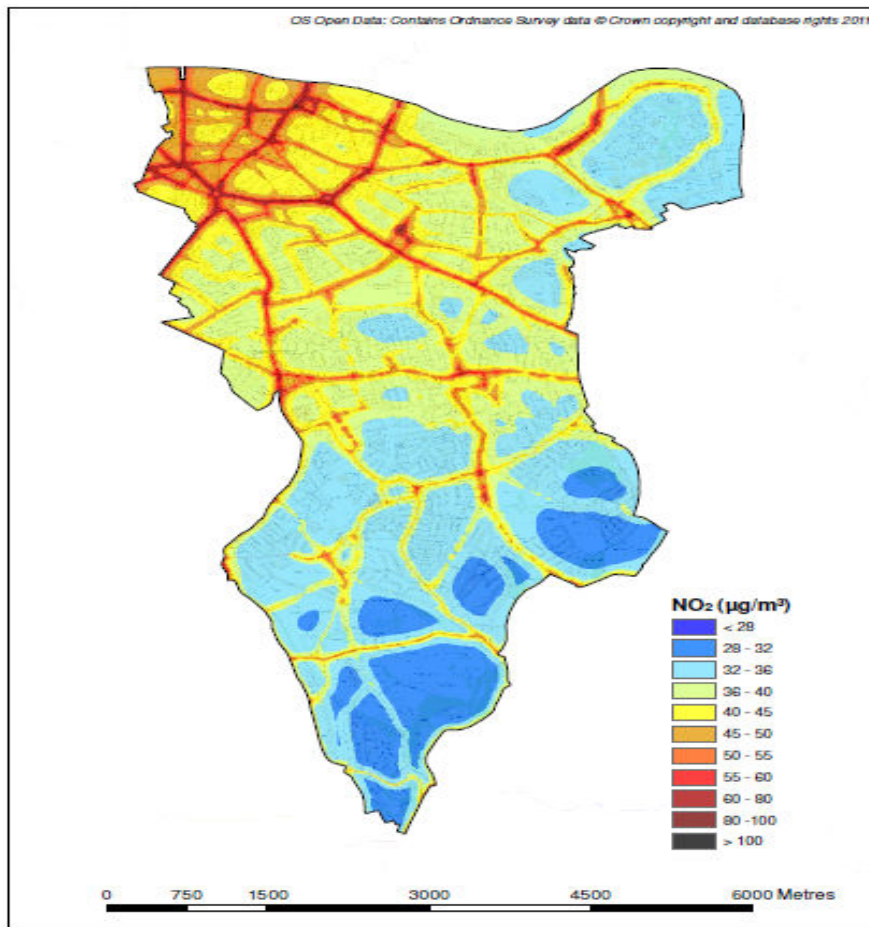 OS Open Data: Contains Ordnance Survey data © Crown copyright and database rights 2011
NO₂ (µg/m³)
< 28
28 - 32
32 - 36
36 - 40
40 - 45
45 - 50
50 - 55
55 - 60
60 - 80
80 -100
> 100
0 750 1500 3000 4500 6000 Metres